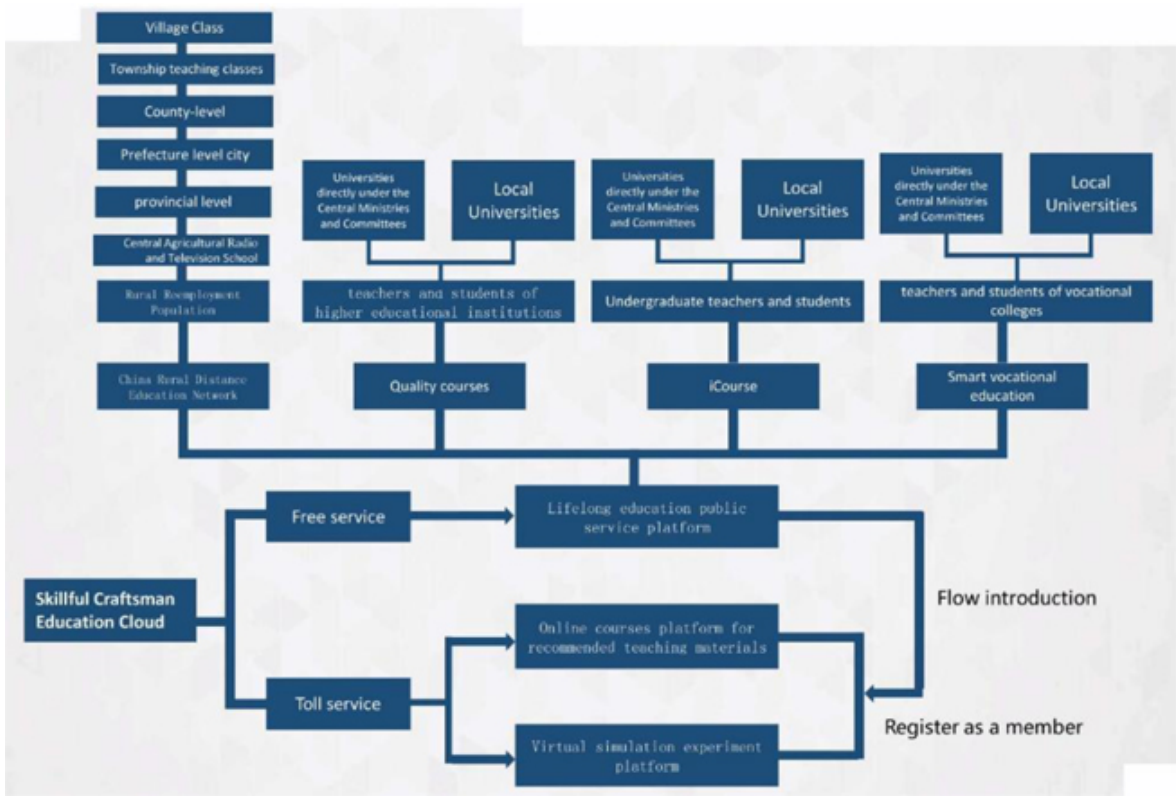 Village Class
Township teaching classes
County-level
Prefecture level city
provincial level
Central Agricultural Radio
and Television School
Rural Reemployment
Population
China Rural Distance
Education Network
Universities
directly under the
Central Ministries
and Committees
Local
Universities
teachers and students of
higher educational institutions
Quality courses
Universities
directly under the
Central Ministries
and Committees
Local
Universities
Undergraduate teachers and students
iCourse
Universities
directly under the
Central Ministries
and Committees
Local
Universities
teachers and students of vocational
colleges
Smart vocational
education
Skillful Craftsman
Education Cloud
Free service
Lifelong education public
service platform
Toll service
Online courses platform for
recommended teaching materials
Virtual simulation experiment
platform
Flow introduction
Register as a member